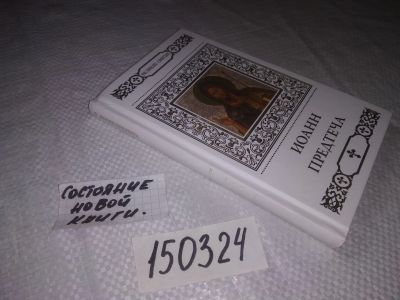 ИОАНН
ПРЕДТЕЧА
СОСТОЯНИЕ
НОВОЙ
КНИГИ.
150324